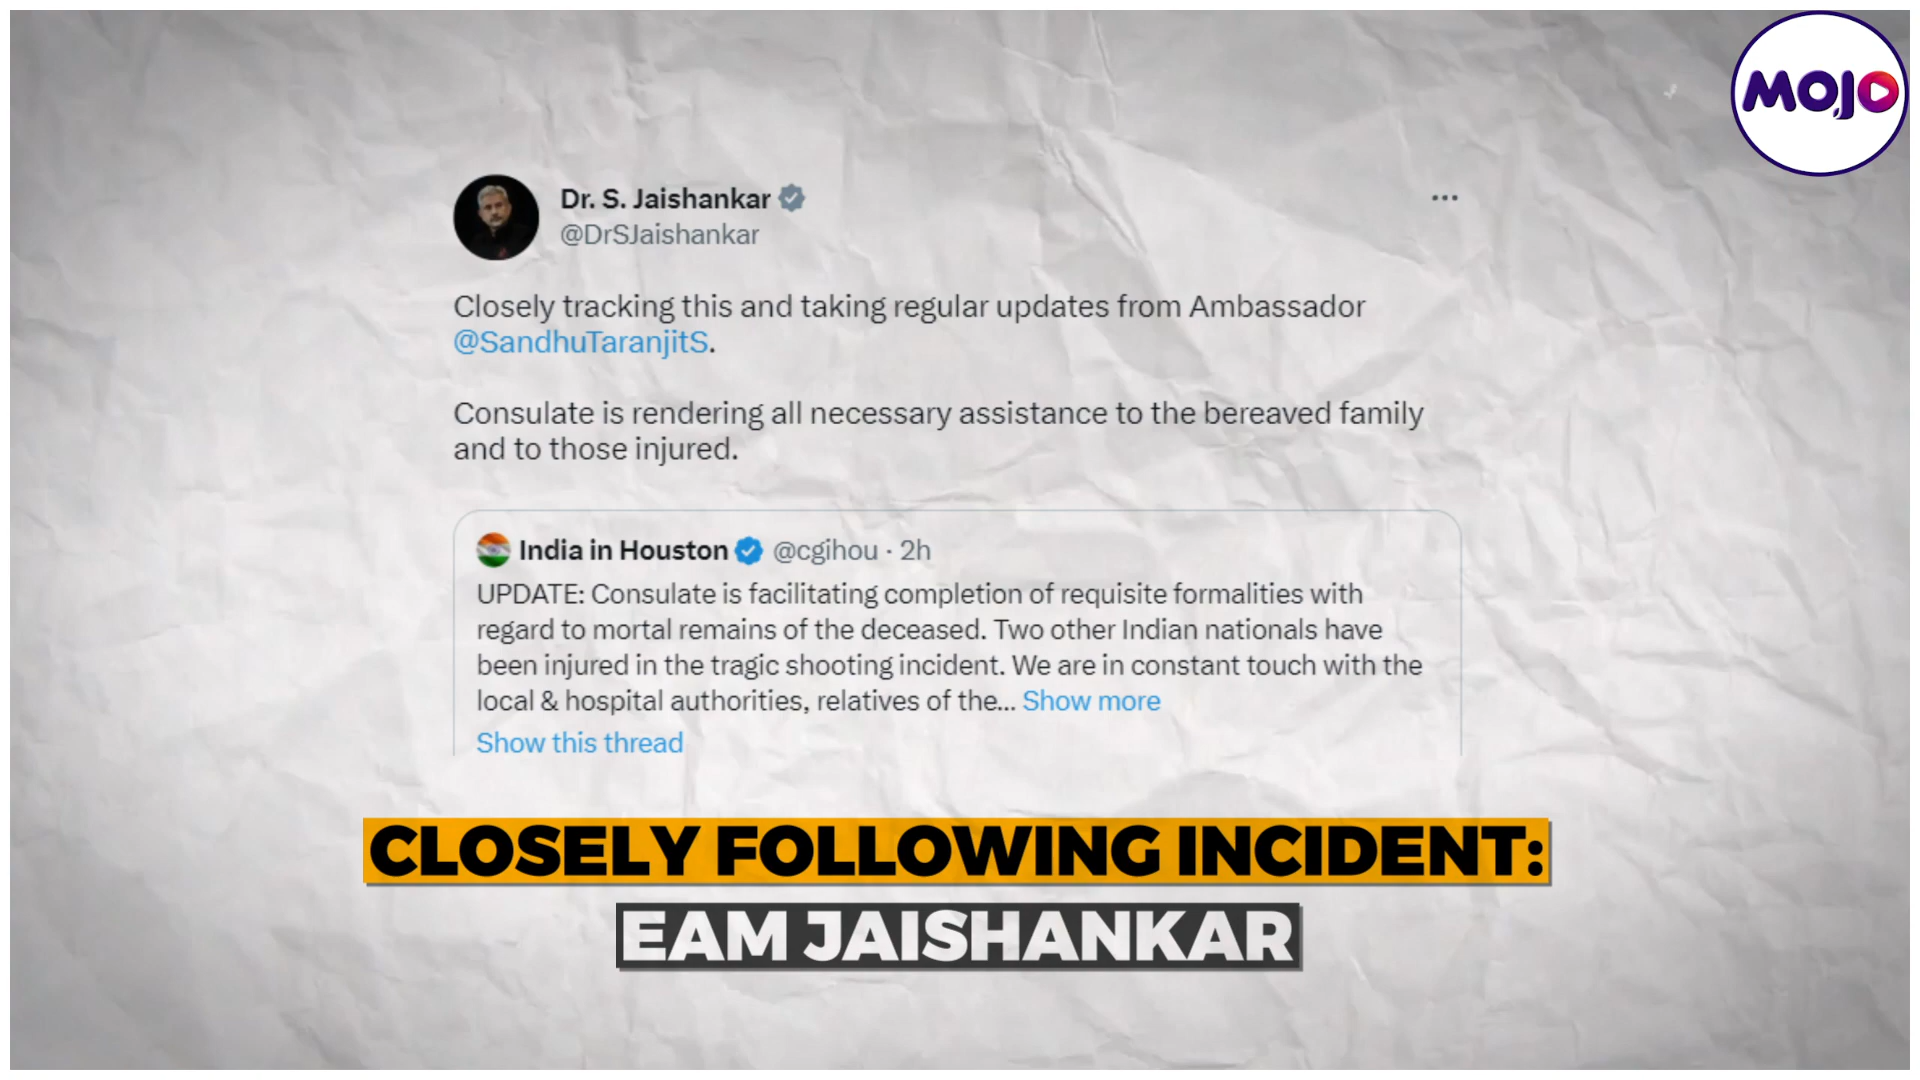 MOJO
Dr. S. Jaishankar
@DrSJaishankar
Closely tracking this and taking regular updates from Ambassador
@SandhuTaranjitS.
Consulate is rendering all necessary assistance to the bereaved family
and to those injured.
India in Houston @cgihou · 2h
UPDATE: Consulate is facilitating completion of requisite formalities with
regard to mortal remains of the deceased. Two other Indian nationals have
been injured in the tragic shooting incident. We are in constant touch with the
local & hospital authorities, relatives of the... Show more
Show this thread
CLOSELY FOLLOWING INCIDENT:
EAM JAISHANKAR